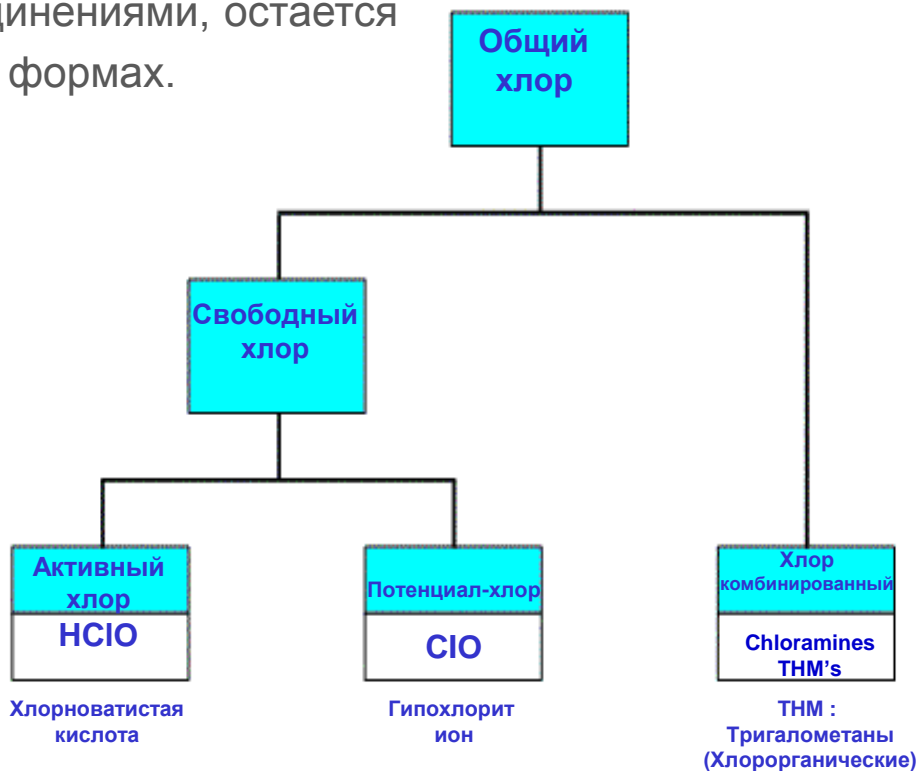 динениями, остается
формах.
Общий
хлор
Свободный
хлор
Активный
хлор
HClO
Потенциал-хлор
ClO
Хлор
комбинированный
Chloramines
THM's
Хлорноватистая
кислота
Гипохлорит
ион
THM :
Тригалометаны
(Хлорорганические)